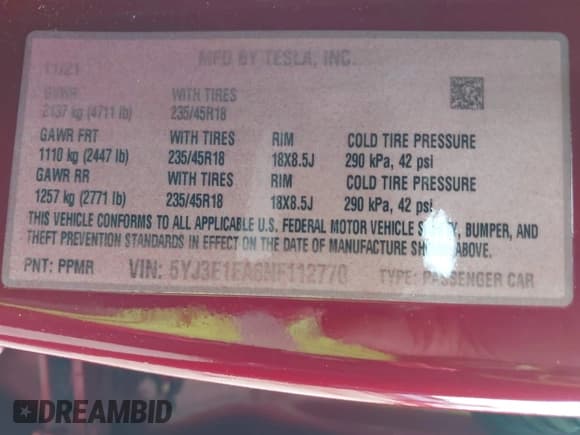 MFD BY TESLA, INC.
11/21
GVWR WITH TIRES
2137 kg (4711 lb) 235/45R18
GAWR FRT WITH TIRES RIM COLD TIRE PRESSURE
1110 kg (2447 lb) 235/45R18 18X8.5J 290 kPa, 42 psi
GAWR RR WITH TIRES RIM COLD TIRE PRESSURE
1257 kg (2771 lb) 235/45R18 18X8.5J 290 kPa, 42 psi
THIS VEHICLE CONFORMS TO ALL APPLICABLE U.S. FEDERAL MOTOR VEHICLE SAFETY, BUMPER, AND
THEFT PREVENTION STANDARDS IN EFFECT ON THE DATE OF MANUFACTURE SHOWN ABOVE.
PNT: PPMR VIN: 5YJ3E1EA6NF112770 TYPE: PASSENGER CAR
DREAMBID